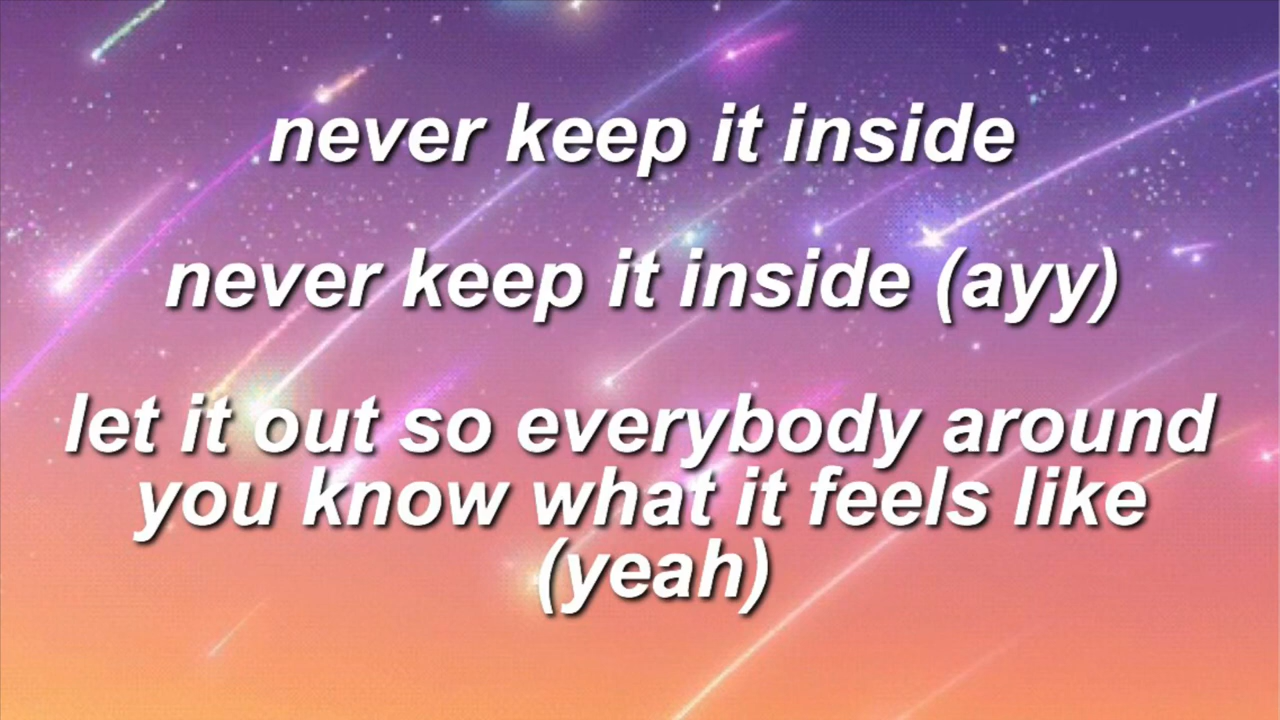 never keep it inside
never keep it inside (ayy)
let it out so everybody around
you know what it feels like
(yeah)